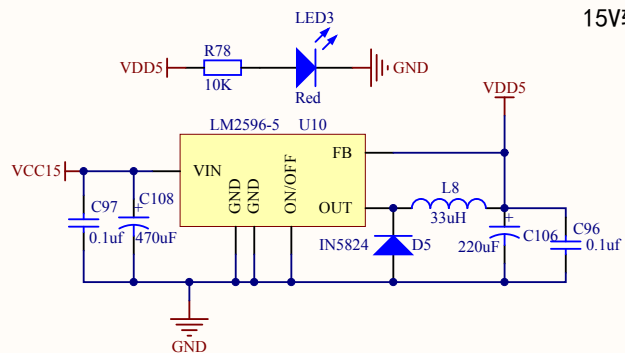 15V
LED3
R78
VDD5
GND
10K
Red
VDD5
LM2596-5
U10
FB
VCC15
VIN
GND
GND
ON/OFF
OUT
L8
33uH
C97
0.1uf
C108
+
470uF
IN5824
D5
+
220uF
C106
C96
0.1uf
GND